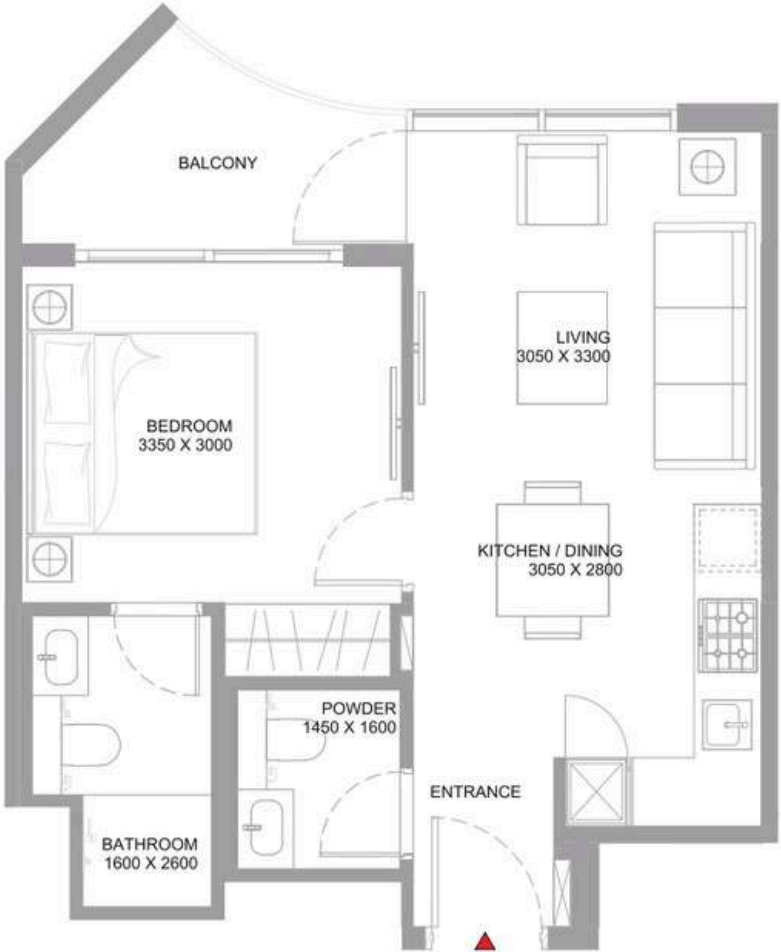 BALCONY
LIVING
3050 X 3300
BEDROOM
3350 X 3000
KITCHEN / DINING
3050 X 2800
POWDER
1450 X 1600
ENTRANCE
BATHROOM
1600 X 2600